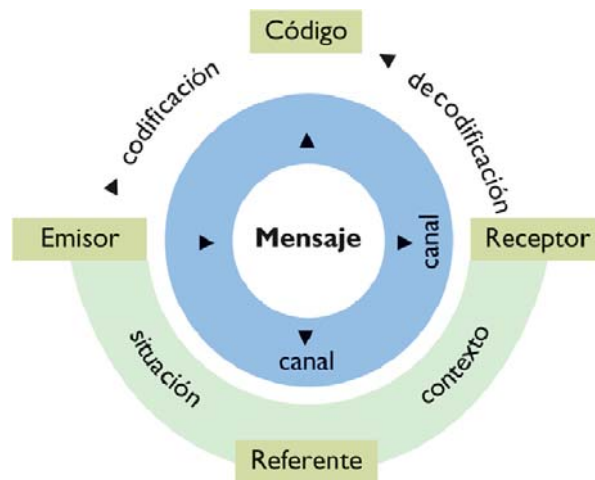 Código
codificación
decodificación
Emisor
Mensaje
canal
Receptor
situación
canal
contexto
Referente